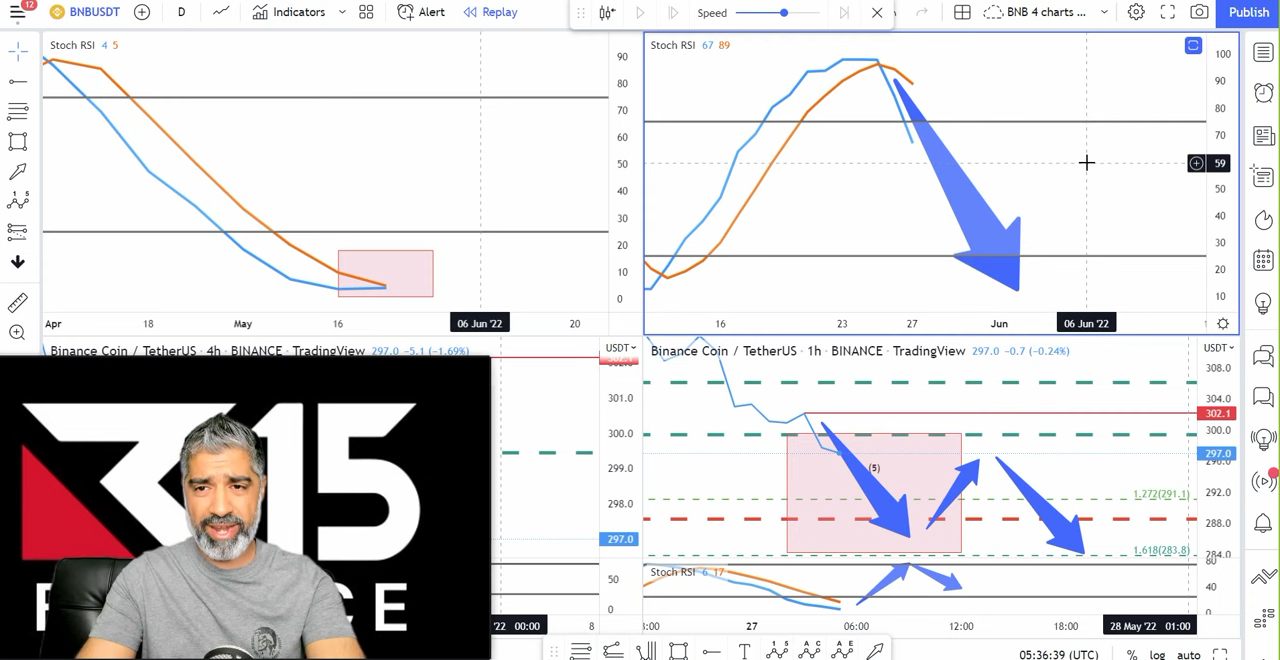 12
BNBUSDT
D
Indicators
Alert
Replay
Speed
BNB 4 charts ...
Publish
Stoch RSI 4 5
90
80
70
60
50
40
30
20
10
0
Apr
18
May
16
06 Jun '22
20
Stoch RSI 67 89
100
90
80
70
59
50
40
30
20
10
16
23
27
Jun
06 Jun '22
Binance Coin / TetherUS · 4h · BINANCE · TradingView 297.0 −5.1 (−1.69%)
USDT
301.0
300.0
299.0
298.0
297.0
50
0
'22 00:00
8
Binance Coin / TetherUS · 1h · BINANCE · TradingView 297.0 −0.7 (−0.24%)
USDT
308.0
304.0
302.1
300.0
297.0
296.0
292.0
288.0
284.0
(5)
1.272(291.1)
1.618(283.8)
Stoch RSI 6 17
80
40
0
27
06:00
12:00
18:00
28 May '22 01:00
05:36:39 (UTC)
%
log
auto